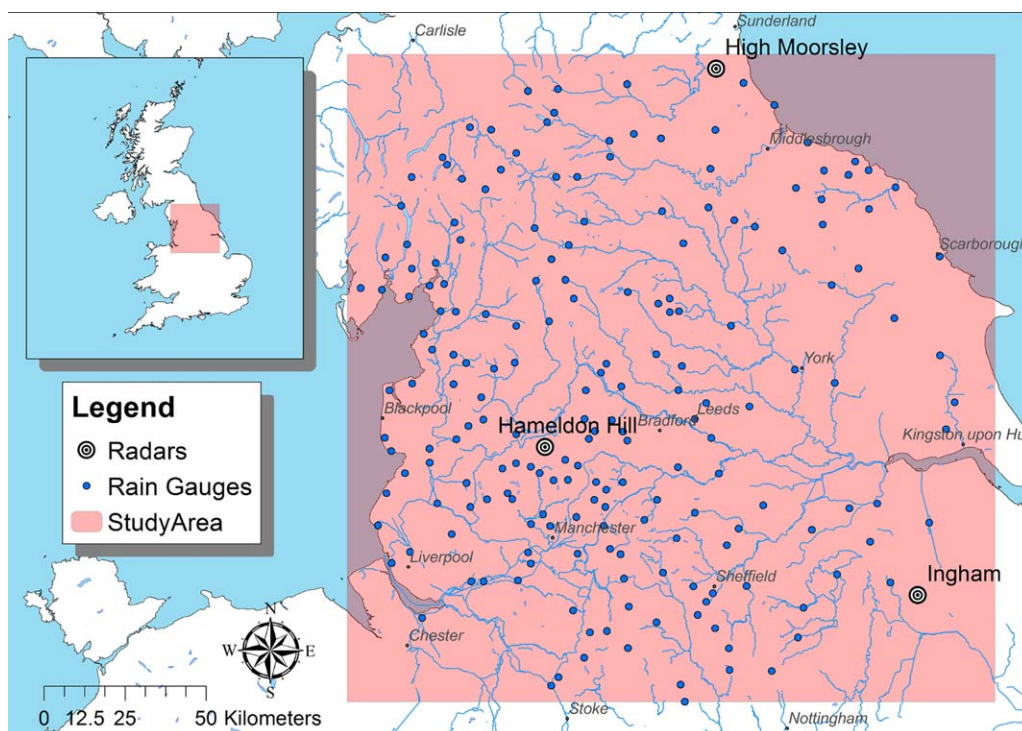 Sunderland
Carlisle
High Moorsley
Middlesbrough
Scarborough
York
Blackpool
Hameldon Hill
Bradford
Leeds
Kingston upon Hu
Manchester
Liverpool
Sheffield
Ingham
Chester
Stoke
Nottingham
Legend
Radars
Rain Gauges
StudyArea
N
W E
S
0 12.5 25 50 Kilometers